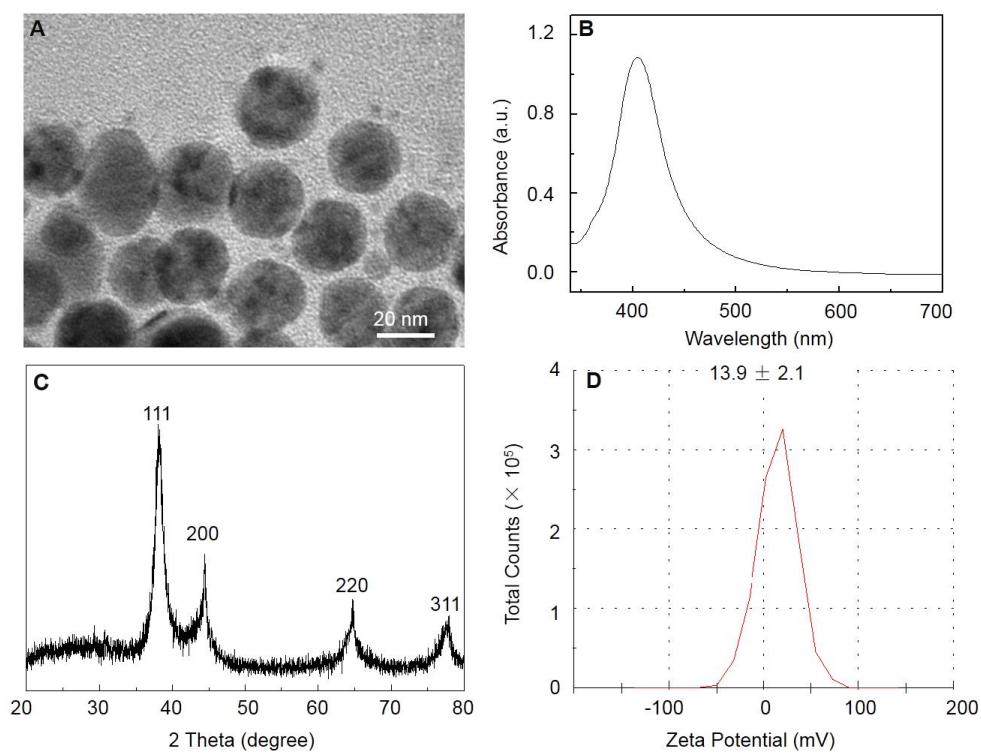 A
20 nm
B
1.2
0.8
0.4
0.0
400
500
600
700
Absorbance (a.u.)
Wavelength (nm)
C
111
200
220
311
20
30
40
50
60
70
80
2 Theta (degree)
D
13.9 ± 2.1
4
3
2
1
0
-100
0
100
200
Total Counts (× 10⁵)
Zeta Potential (mV)